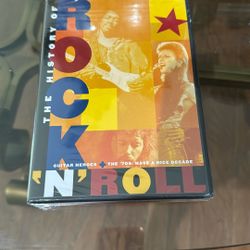 THE HISTORY OF
ROCK
GUITAR HEROES THE '70s: HAVE A NICE DECADE
'N' ROLL